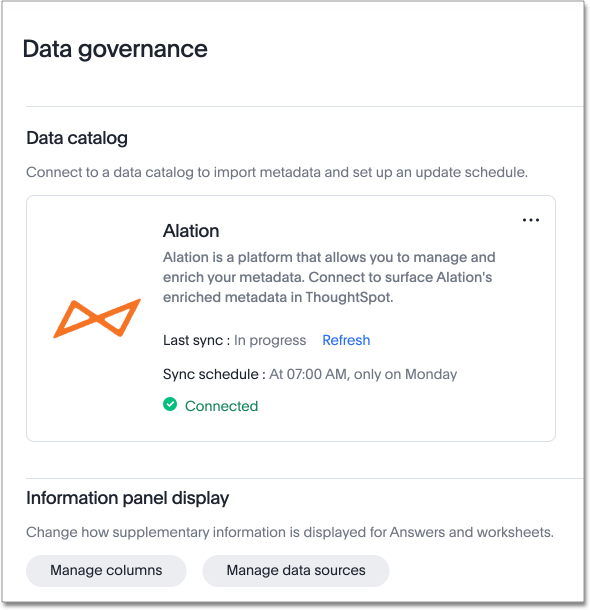 Data governance
Data catalog
Connect to a data catalog to import metadata and set up an update schedule.
Alation
Alation is a platform that allows you to manage and
enrich your metadata. Connect to surface Alation's
enriched metadata in ThoughtSpot.
Last sync : In progress Refresh
Sync schedule : At 07:00 AM, only on Monday
Connected
Information panel display
Change how supplementary information is displayed for Answers and worksheets.
Manage columns Manage data sources